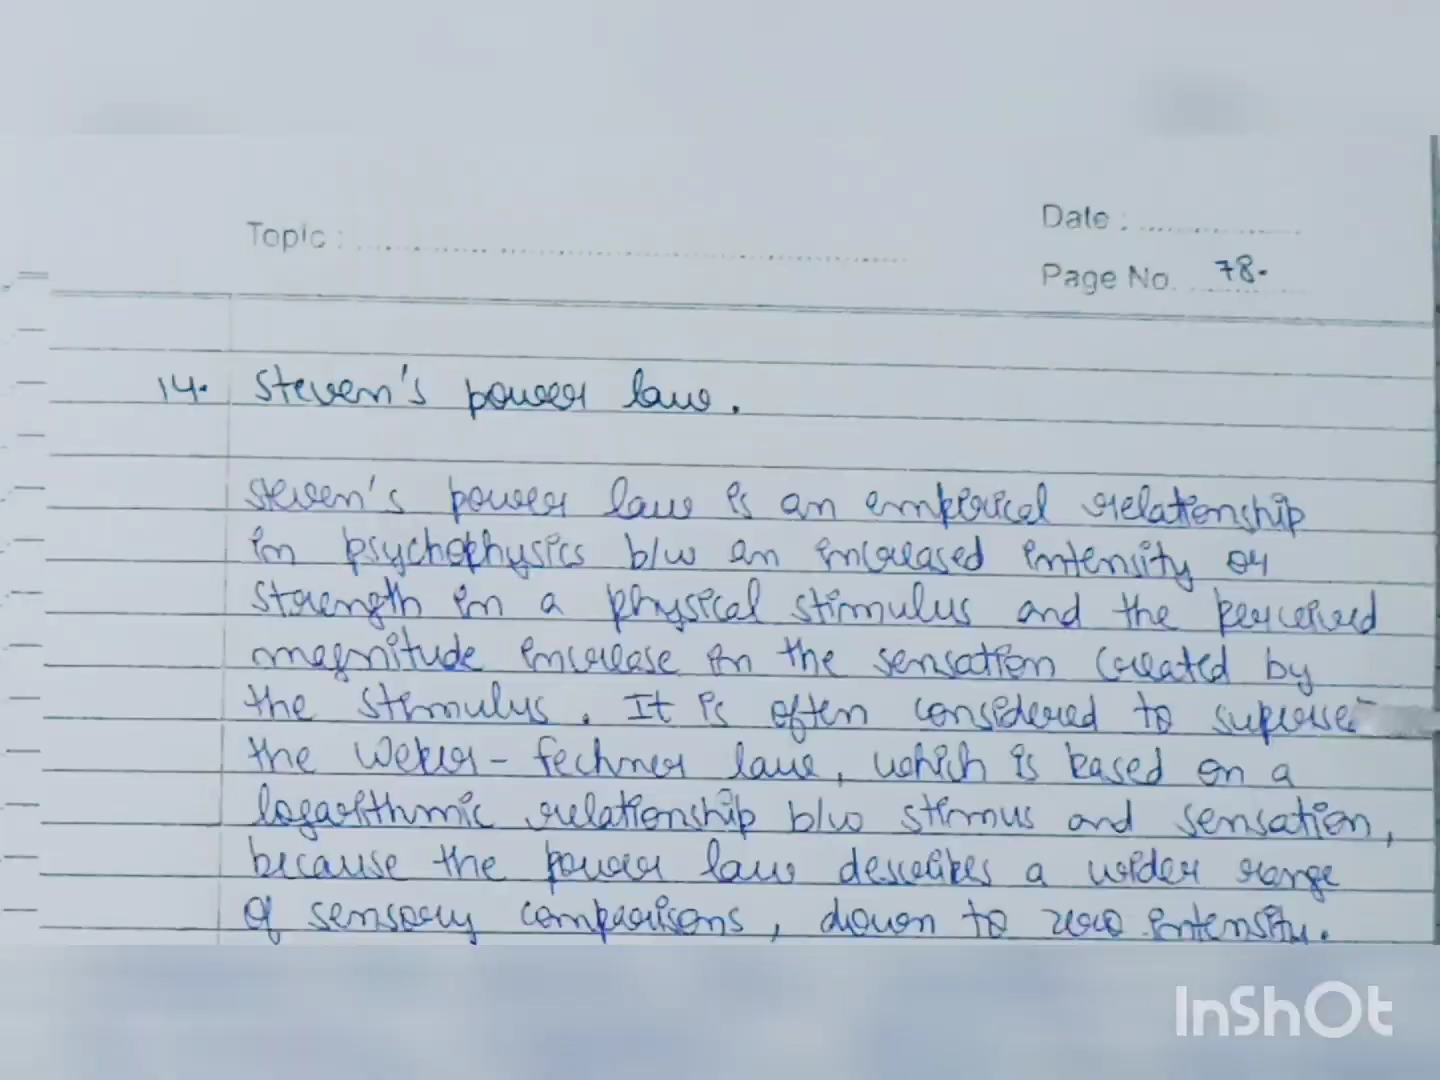 Topic :
Date :
Page No. 78.
14. Steven's power law.
Steven's power law is an empirical relationship
in psychophysics b/w an increased intensity or
strength in a physical stimulus and the perceived
magnitude increase in the sensation created by
the stimulus. It is often considered to superse
the Weber - Fechner law, which is based on a
logarithmic relationship b/w stimus and sensation,
because the power law describes a wider range
of sensory comparisons, down to zero intensity.
InShOt